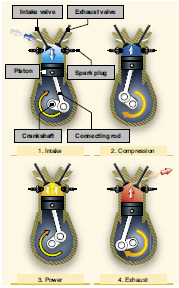 Intake valve
Exhaust valve
Piston
Spark plug
Crankshaft
Connecting rod
1. Intake
2. Compression
3. Power
4. Exhaust